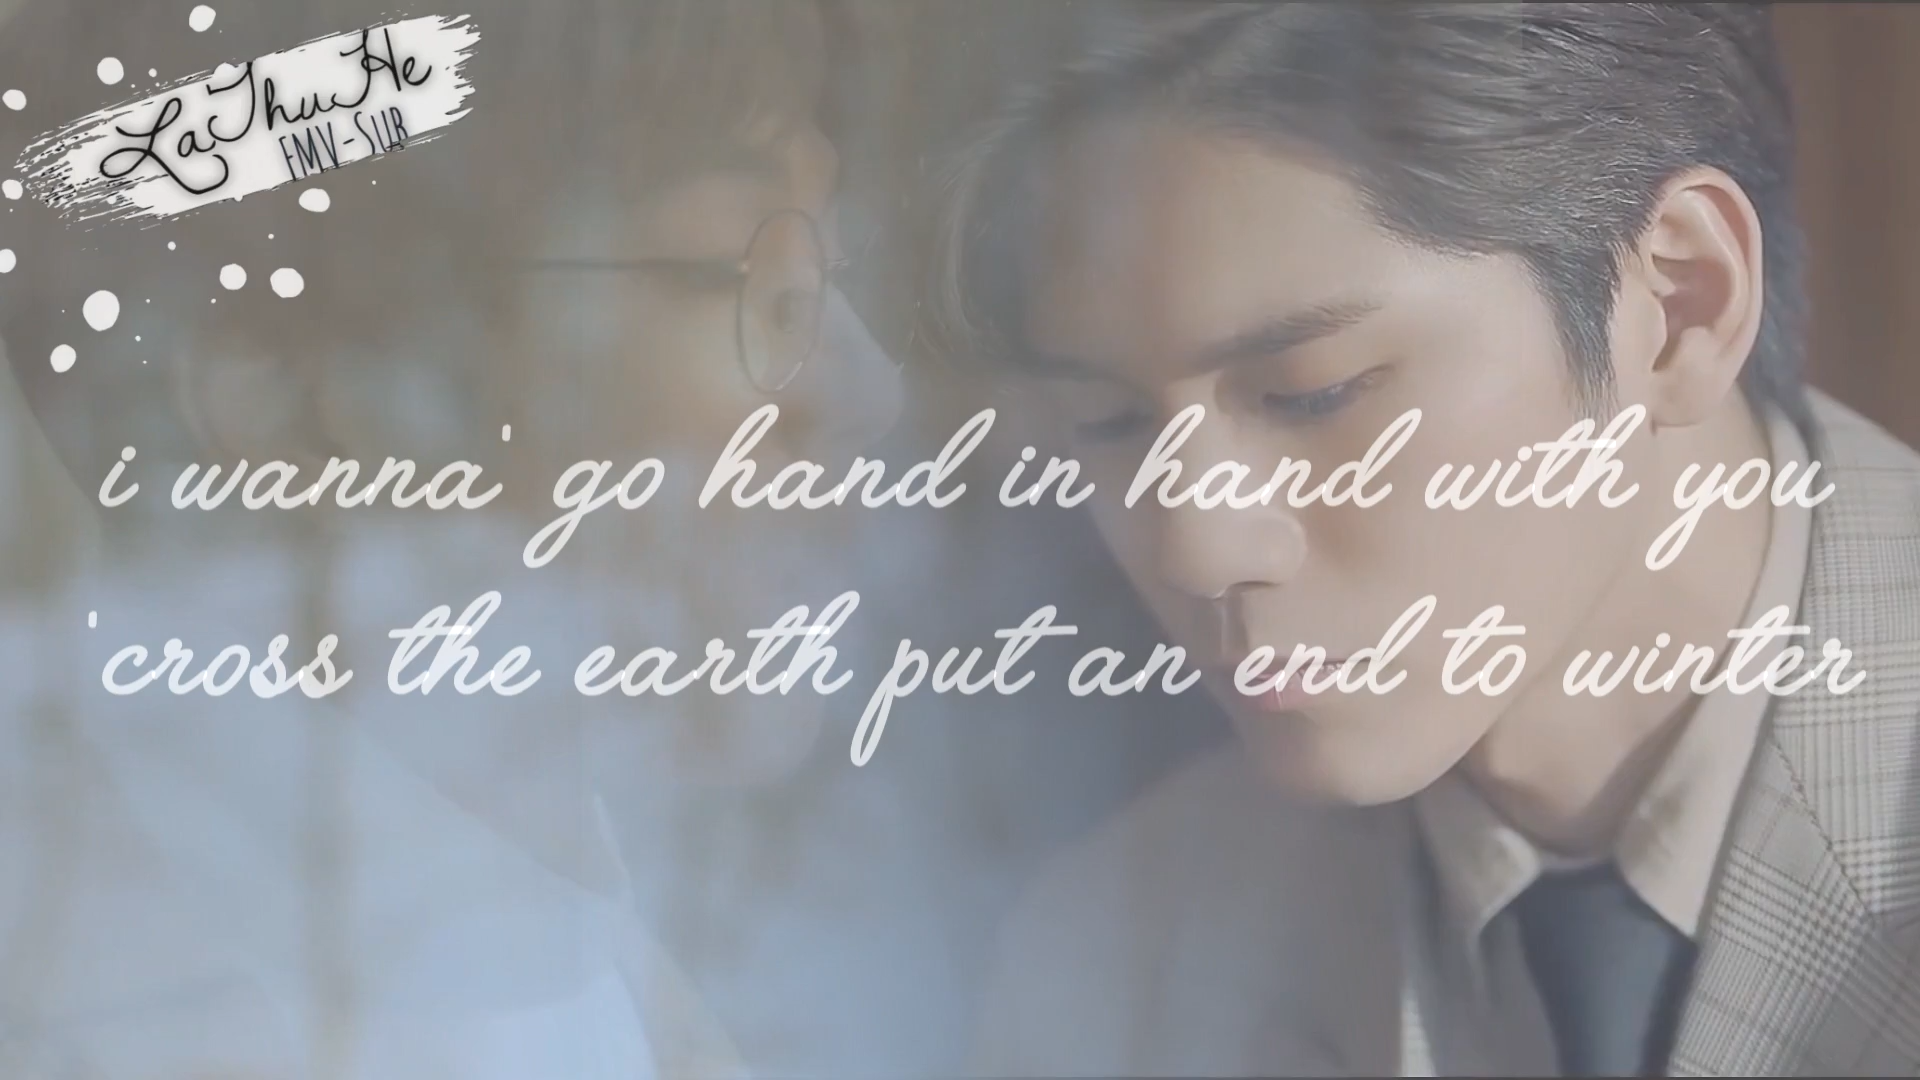 LaThuHe
FMV-SUB
i wanna' go hand in hand with you
'cross the earth put an end to winter